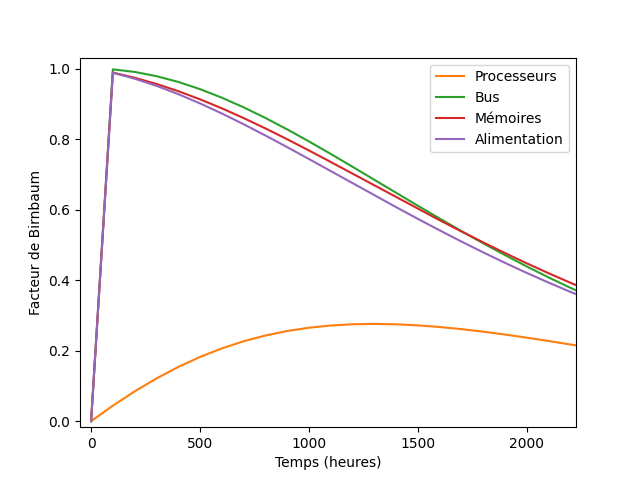 Processeurs
Bus
Mémoires
Alimentation
Facteur de Birnbaum
1.0
0.8
0.6
0.4
0.2
0.0
0 500 1000 1500 2000
Temps (heures)